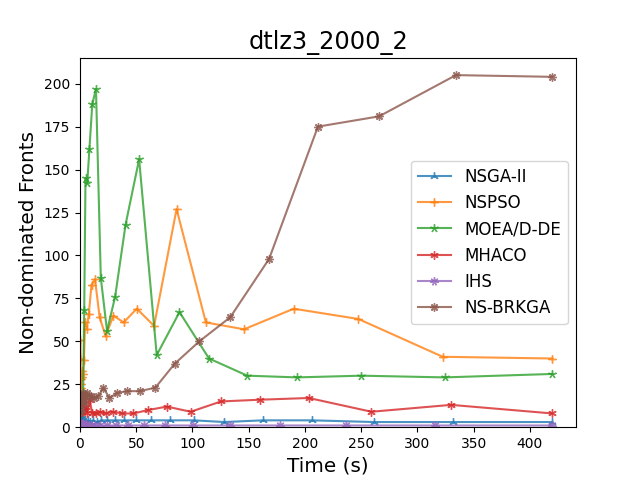 dtlz3_2000_2
Non-dominated Fronts
200
175
150
125
100
75
50
25
0
NSGA-II
NSPSO
MOEA/D-DE
MHACO
IHS
NS-BRKGA
0 50 100 150 200 250 300 350 400
Time (s)